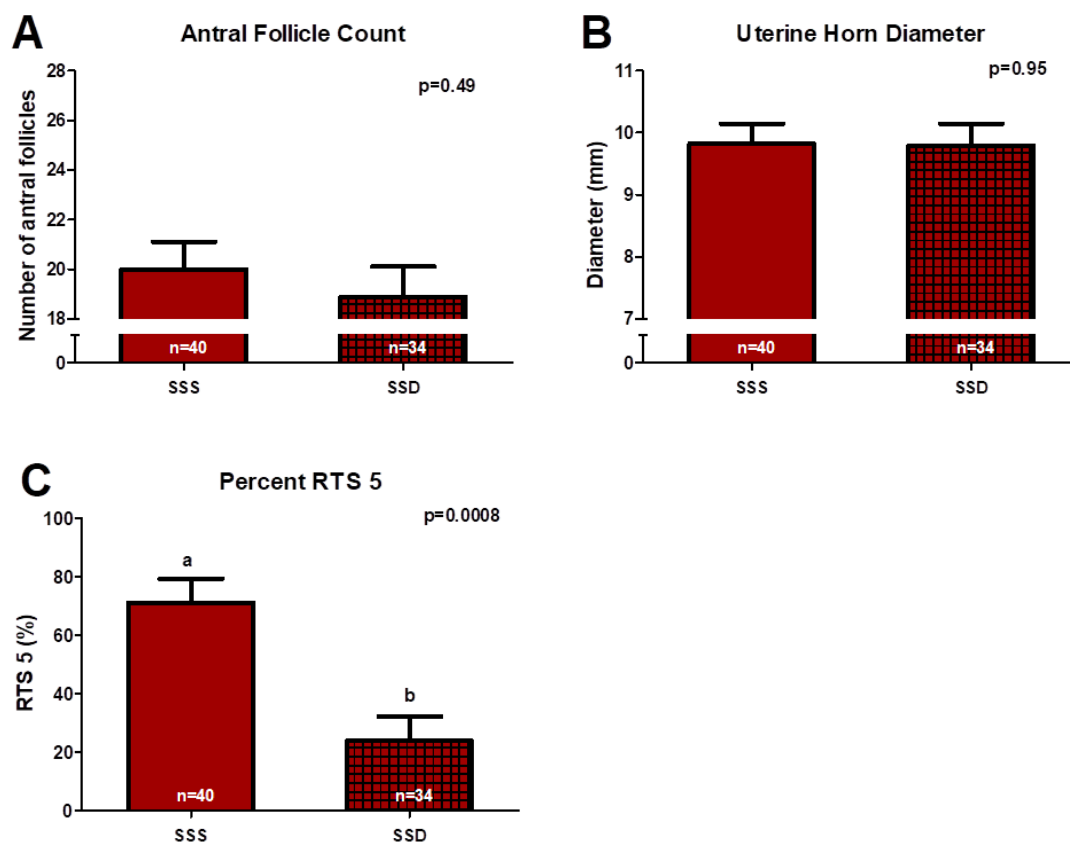 A
Antral Follicle Count
p=0.49
Number of antral follicles
28
26
24
22
20
18
0
n=40
n=34
SSS
SSD
B
Uterine Horn Diameter
p=0.95
Diameter (mm)
11
10
9
8
7
0
n=40
n=34
SSS
SSD
C
Percent RTS 5
p=0.0008
RTS 5 (%)
100
80
60
40
20
0
a
b
n=40
n=34
SSS
SSD